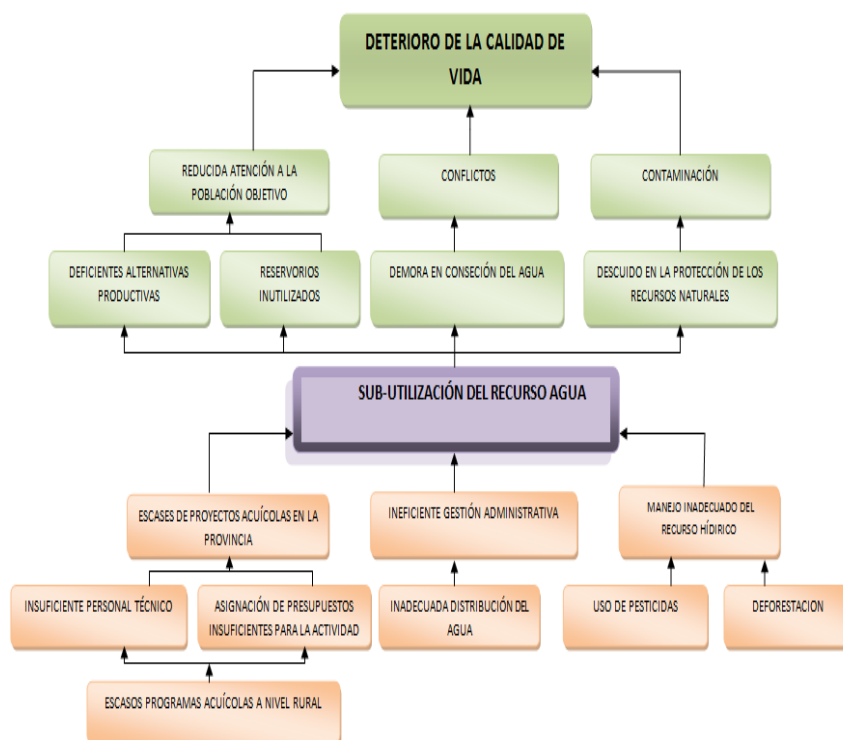 DETERIORO DE LA CALIDAD DE
VIDA
REDUCIDA ATENCIÓN A LA
POBLACIÓN OBJETIVO
CONFLICTOS
CONTAMINACIÓN
DEFICIENTES ALTERNATIVAS
PRODUCTIVAS
RESERVORIOS
INUTILIZADOS
DEMORA EN CONSECIÓN DEL AGUA
DESCUIDO EN LA PROTECCIÓN DE LOS
RECURSOS NATURALES
SUB-UTILIZACIÓN DEL RECURSO AGUA
ESCASES DE PROYECTOS ACUÍCOLAS EN LA
PROVINCIA
INEFICIENTE GESTIÓN ADMINISTRATIVA
MANEJO INADECUADO DEL
RECURSO HÍDIRICO
INSUFICIENTE PERSONAL TÉCNICO
ASIGNACIÓN DE PRESUPUESTOS
INSUFICIENTES PARA LA ACTIVIDAD
INADECUADA DISTRIBUCIÓN DEL
AGUA
USO DE PESTICIDAS
DEFORESTACION
ESCASOS PROGRAMAS ACUÍCOLAS A NIVEL RURAL